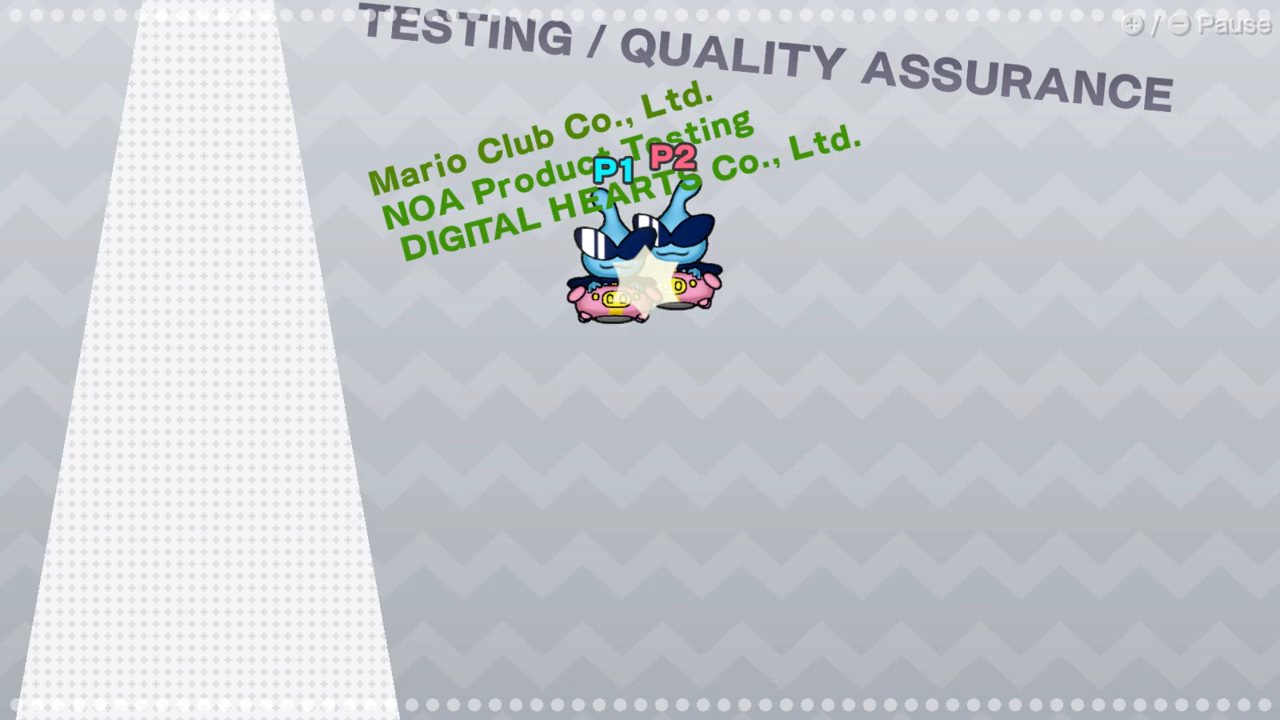 TESTING / QUALITY ASSURANCE
+ / - Pause
Mario Club Co., Ltd.
NOA Product Testing
DIGITAL HEARTS Co., Ltd.
P1 P2